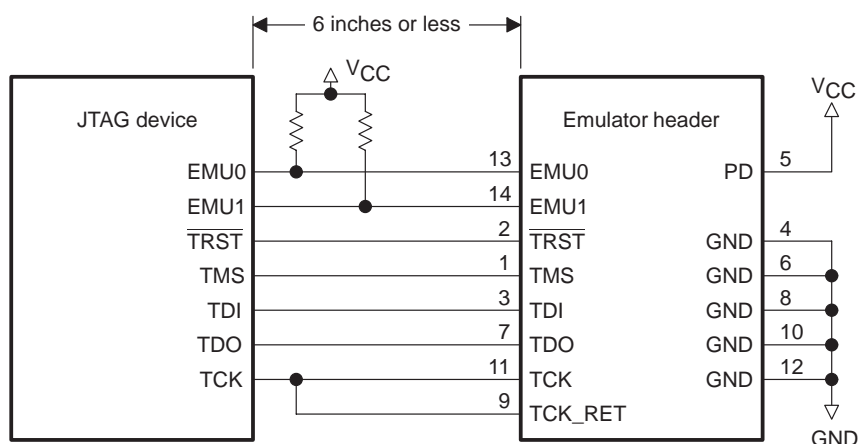 6 inches or less
VCC
VCC
JTAG device
Emulator header
EMU0 13 EMU0 PD 5
EMU1 14 EMU1
TRST 2 TRST GND 4
TMS 1 TMS GND 6
TDI 3 TDI GND 8
TDO 7 TDO GND 10
TCK 11 TCK GND 12
9 TCK_RET
GND